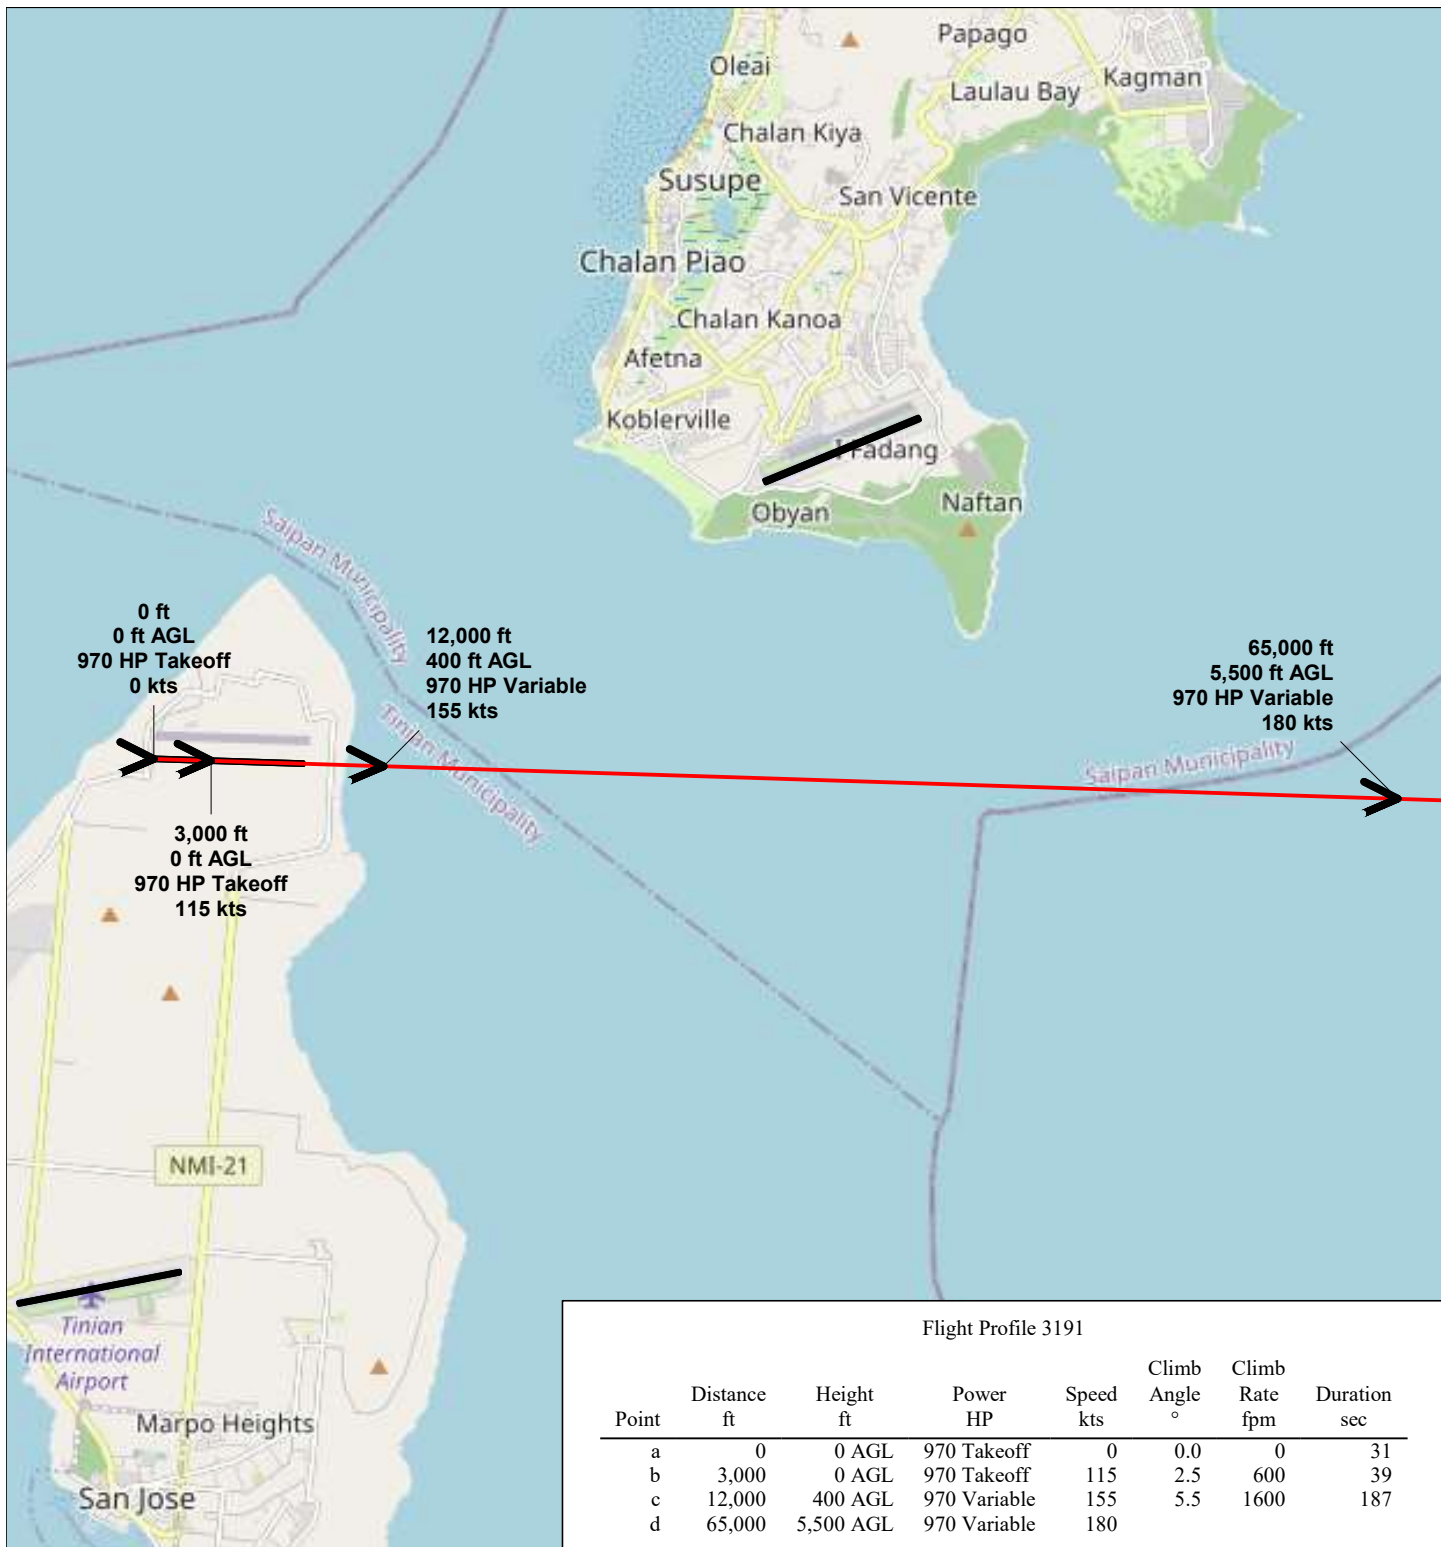 Papago
Oleai
Kagman
Laulau Bay
Chalan Kiya
Susupe
San Vicente
Chalan Piao
Chalan Kanoa
Afetna
Koblerville
I Fadang
Naftan
Obyan
Saipan Municipality
Tinian Municipality
0 ft
0 ft AGL
970 HP Takeoff
0 kts
12,000 ft
400 ft AGL
970 HP Variable
155 kts
65,000 ft
5,500 ft AGL
970 HP Variable
180 kts
Saipan Municipality
3,000 ft
0 ft AGL
970 HP Takeoff
115 kts
NMI-21
Tinian
International
Airport
Marpo Heights
San Jose
Flight Profile 3191
Climb Climb
Distance Height Power Speed Angle Rate Duration
Point ft ft HP kts ° fpm sec
a 0 0 AGL 970 Takeoff 0 0.0 0 31
b 3,000 0 AGL 970 Takeoff 115 2.5 600 39
c 12,000 400 AGL 970 Variable 155 5.5 1600 187
d 65,000 5,500 AGL 970 Variable 180